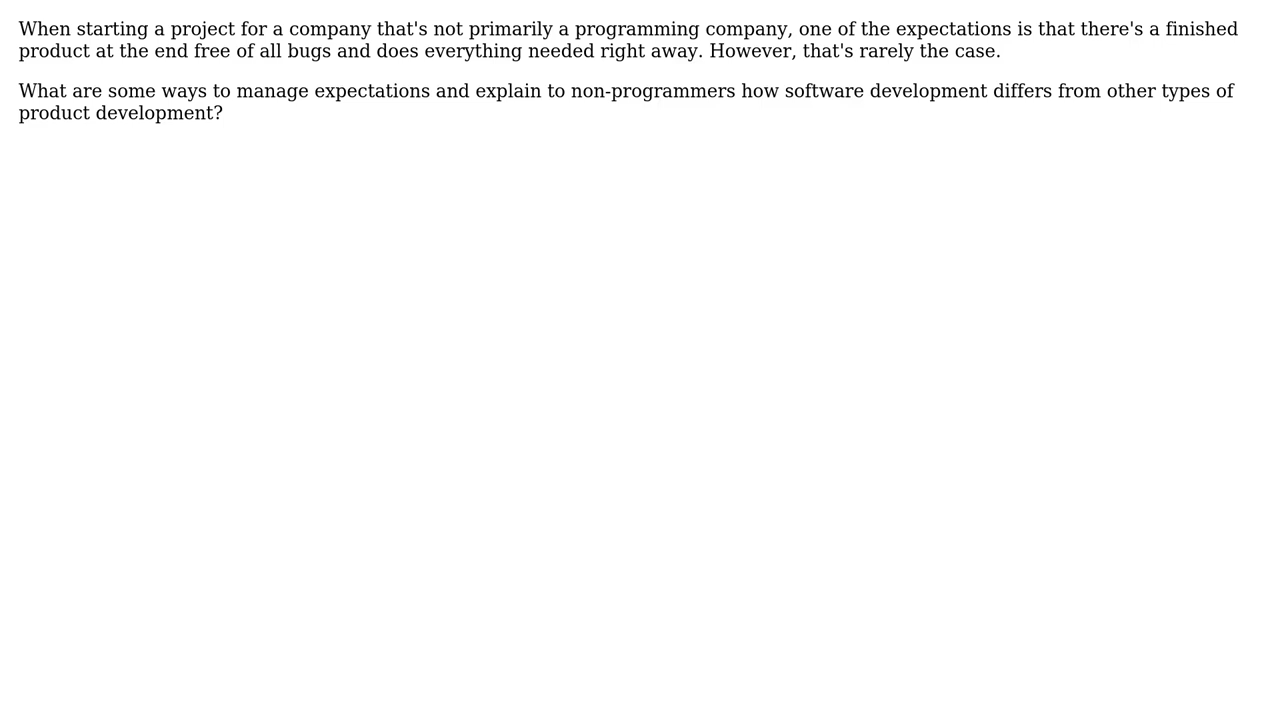 When starting a project for a company that's not primarily a programming company, one of the expectations is that there's a finished
product at the end free of all bugs and does everything needed right away. However, that's rarely the case.
What are some ways to manage expectations and explain to non-programmers how software development differs from other types of
product development?